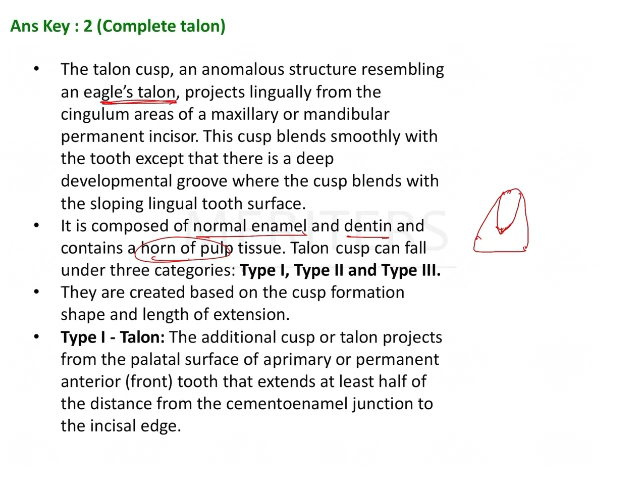 Ans Key : 2 (Complete talon)
• The talon cusp, an anomalous structure resembling
an eagle's talon, projects lingually from the
cingulum areas of a maxillary or mandibular
permanent incisor. This cusp blends smoothly with
the tooth except that there is a deep
developmental groove where the cusp blends with
the sloping lingual tooth surface.
• It is composed of normal enamel and dentin and
contains a horn of pulp tissue. Talon cusp can fall
under three categories: Type I, Type II and Type III.
• They are created based on the cusp formation
shape and length of extension.
• Type I - Talon: The additional cusp or talon projects
from the palatal surface of aprimary or permanent
anterior (front) tooth that extends at least half of
the distance from the cementoenamel junction to
the incisal edge.
MERITERS